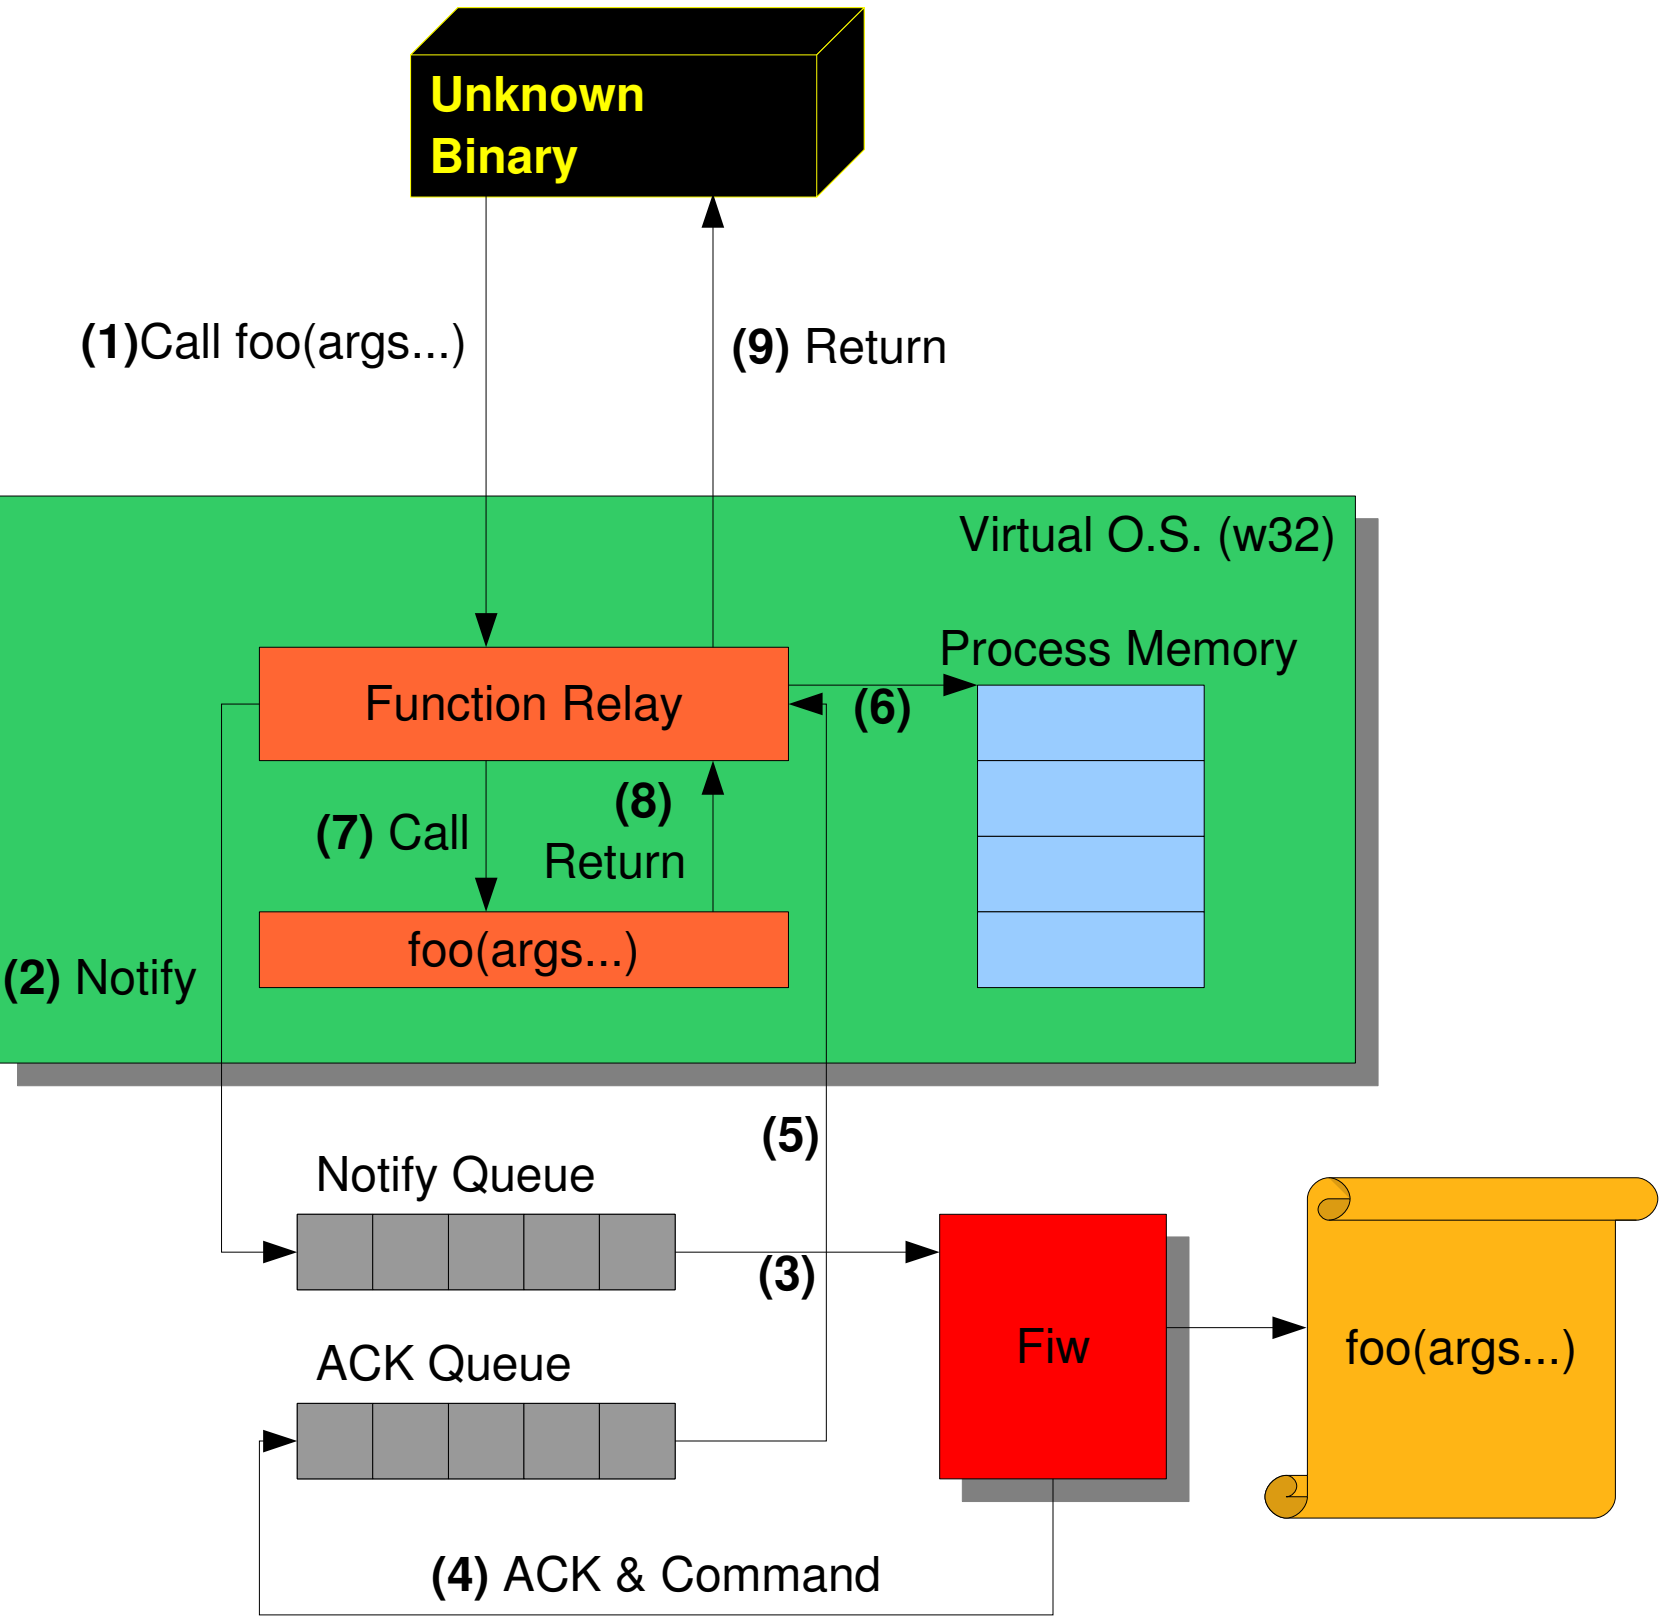 Unknown
Binary
(1)Call foo(args...)
(9) Return
Virtual O.S. (w32)
Process Memory
Function Relay
(6)
(8)
(7) Call
Return
foo(args...)
(2) Notify
(5)
Notify Queue
(3)
Fiw
foo(args...)
ACK Queue
(4) ACK & Command